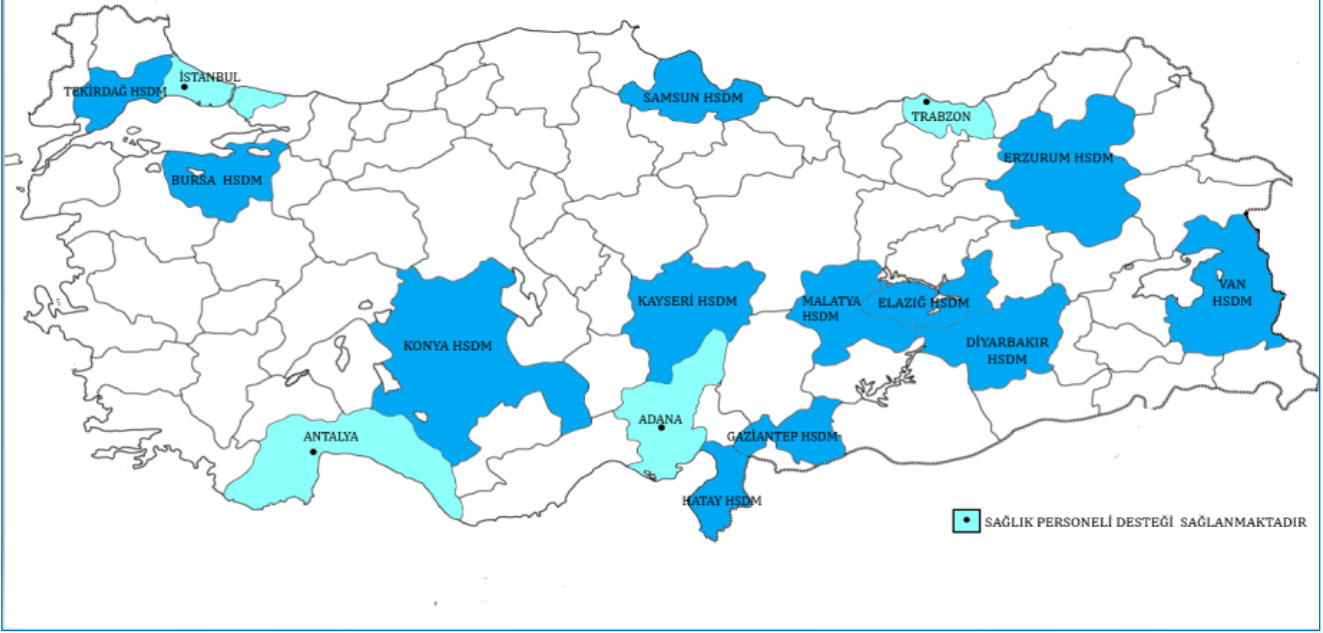 İSTANBUL
TEKİRDAĞ HSDM
SAMSUN HSDM
TRABZON
ERZURUM HSDM
BURSA HSDM
VAN
HSDM
KAYSERİ HSDM
MALATYA
HSDM
ELAZIĞ HSDM
KONYA HSDM
DİYARBAKIR
HSDM
ADANA
ANTALYA
GAZİANTEP HSDM
HATAY HSDM
SAĞLIK PERSONELİ DESTEĞİ SAĞLANMAKTADIR